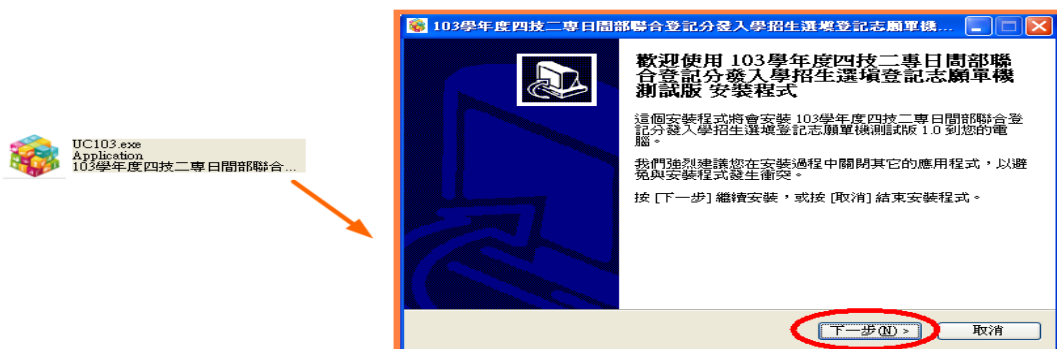 UC103.exe
Application
103學年度四技二專日間部聯合...
103學年度四技二專日間部聯合登記分發入學招生選填登記志願單機...
歡迎使用 103學年度四技二專日間部聯
合登記分發入學招生選填登記志願單機
測試版 安裝程式
這個安裝程式將會安裝 103學年度四技二專日間部聯合登
記分發入學招生選填登記志願單機測試版 1.0 到您的電
腦。
我們強烈建議您在安裝過程中關閉其它的應用程式，以避
免與安裝程式發生衝突。
按 [下一步] 繼續安裝，或按 [取消] 結束安裝程式。
下一步(N) >
取消